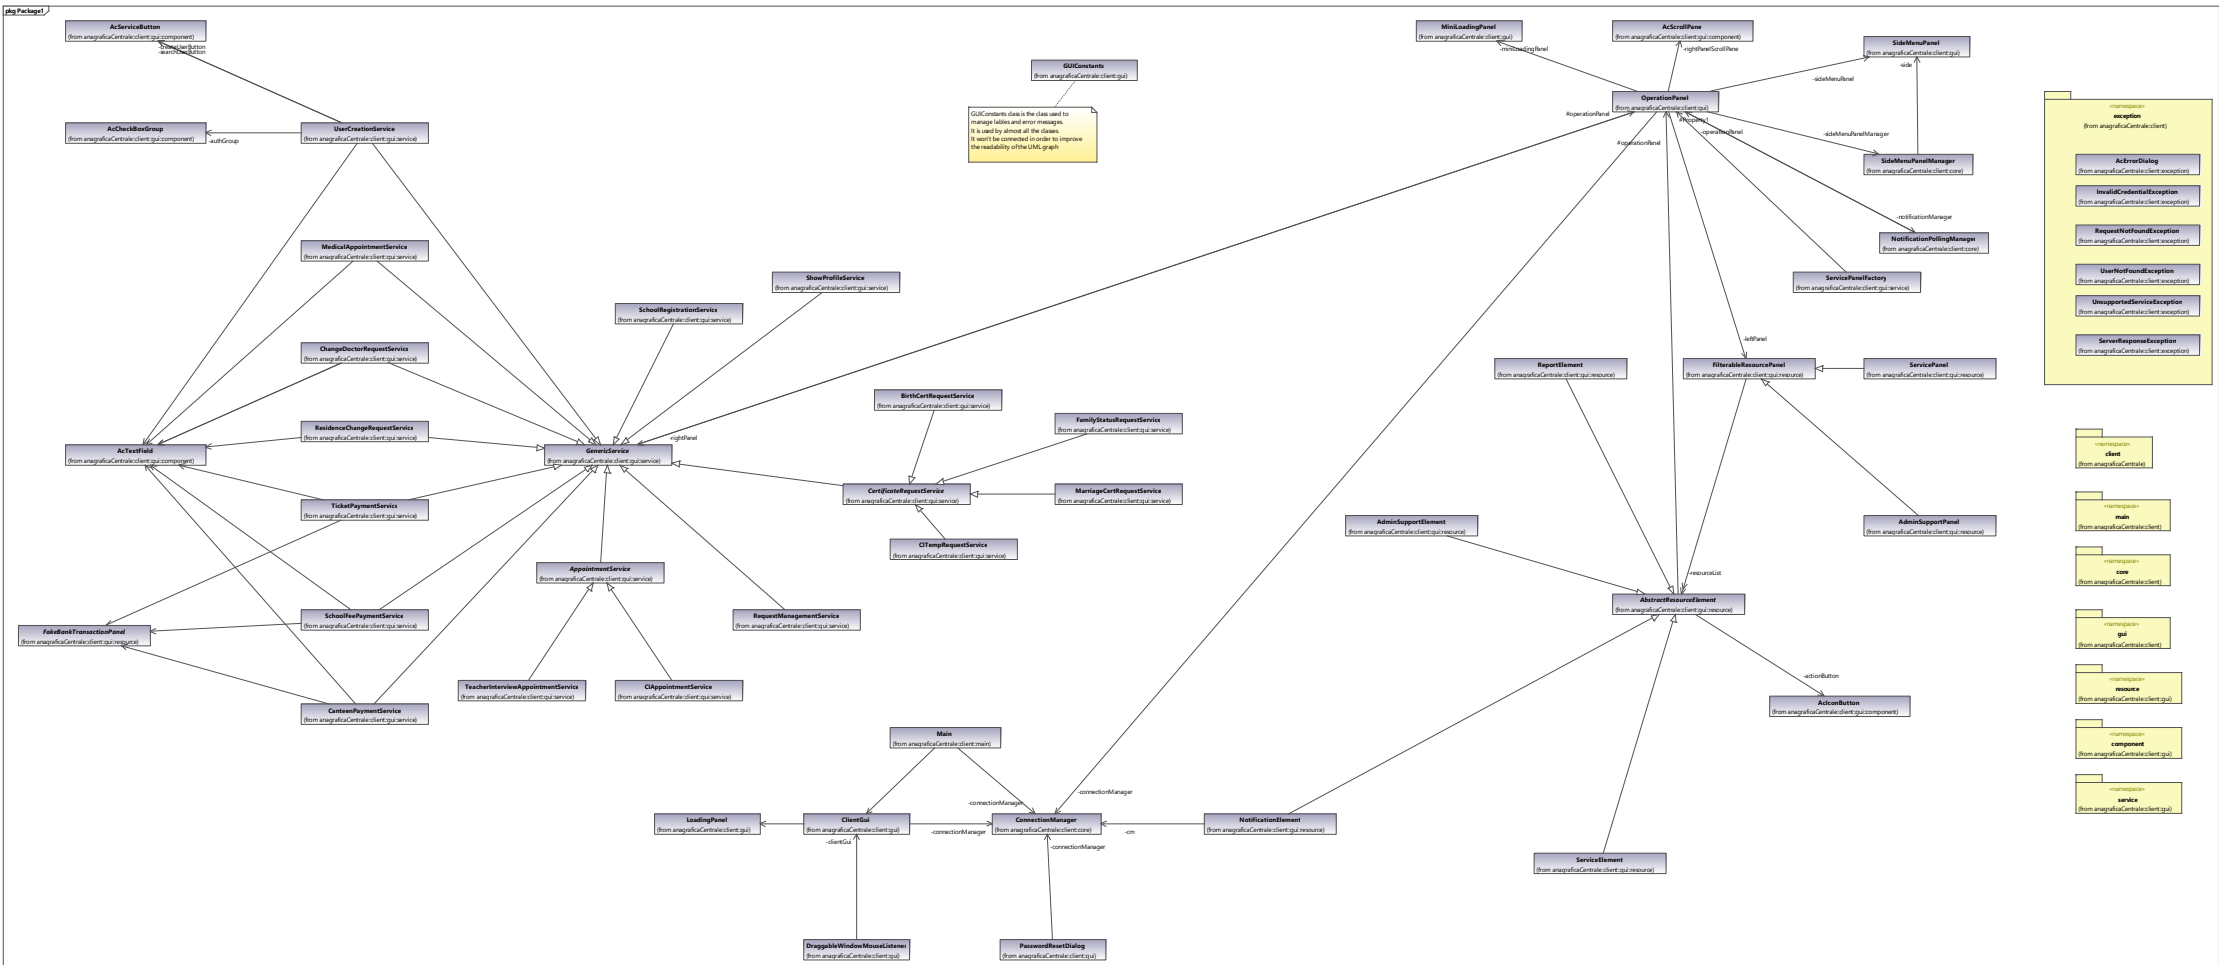 pkg Package1
AcServiceButton
(from anagraficaCentrale::client::gui::component)
-createUserButton
-searchUserButton
AcCheckBoxGroup
(from anagraficaCentrale::client::gui::component)
-authGroup
UserCreationService
(from anagraficaCentrale::client::gui::service)
MedicalAppointmentService
(from anagraficaCentrale::client::gui::service)
ChangeDoctorRequestService
(from anagraficaCentrale::client::gui::service)
ResidenceChangeRequestService
(from anagraficaCentrale::client::gui::service)
AcTextField
(from anagraficaCentrale::client::gui::component)
TicketPaymentService
(from anagraficaCentrale::client::gui::service)
SchoolFeePaymentService
(from anagraficaCentrale::client::gui::service)
FakeBankTransactionPanel
(from anagraficaCentrale::client::gui::resource)
CanteenPaymentService
(from anagraficaCentrale::client::gui::service)
GUIConstants
(from anagraficaCentrale::client::gui)
GUIConstants class is the class used to
manage lables and error messages.
It is used by almost all the classes.
It won't be connected in order to improve
the readability of the UML graph
ShowProfileService
(from anagraficaCentrale::client::gui::service)
SchoolRegistrationService
(from anagraficaCentrale::client::gui::service)
-rightPanel
GenericService
(from anagraficaCentrale::client::gui::service)
BirthCertRequestService
(from anagraficaCentrale::client::gui::service)
FamilyStatusRequestService
(from anagraficaCentrale::client::gui::service)
CertificateRequestService
(from anagraficaCentrale::client::gui::service)
MarriageCertRequestService
(from anagraficaCentrale::client::gui::service)
CITempRequestService
(from anagraficaCentrale::client::gui::service)
AppointmentService
(from anagraficaCentrale::client::gui::service)
RequestManagementService
(from anagraficaCentrale::client::gui::service)
TeacherInterviewAppointmentService
(from anagraficaCentrale::client::gui::service)
CIAppointmentService
(from anagraficaCentrale::client::gui::service)
Main
(from anagraficaCentrale::client::main)
LoadingPanel
(from anagraficaCentrale::client::gui)
ClientGui
(from anagraficaCentrale::client::gui)
-clientGui
-connectionManager
-connectionManager
-connectionManager
-connectionManager
ConnectionManager
(from anagraficaCentrale::client::core)
-cm
NotificationElement
(from anagraficaCentrale::client::gui::resource)
DraggableWindowMouseListener
(from anagraficaCentrale::client::gui)
PasswordResetDialog
(from anagraficaCentrale::client::gui)
MiniLoadingPanel
(from anagraficaCentrale::client::gui)
-miniLoadingPanel
AcScrollPane
(from anagraficaCentrale::client::gui::component)
-rightPanelScrollPane
SideMenuPanel
(from anagraficaCentrale::client::gui)
-side
-sideMenuPanel
OperationPanel
(from anagraficaCentrale::client::gui)
#operationPanel
#Property1
-operationPanel
#operationPanel
-sideMenuPanelManager
SideMenuPanelManager
(from anagraficaCentrale::client::core)
-notificationManager
NotificationPollingManager
(from anagraficaCentrale::client::core)
ServicePanelFactory
(from anagraficaCentrale::client::gui::service)
-leftPanel
ReportElement
(from anagraficaCentrale::client::gui::resource)
FilterableResourcePanel
(from anagraficaCentrale::client::gui::resource)
ServicePanel
(from anagraficaCentrale::client::gui::resource)
AdminSupportElement
(from anagraficaCentrale::client::gui::resource)
AdminSupportPanel
(from anagraficaCentrale::client::gui::resource)
-resourceList
AbstractResourceElement
(from anagraficaCentrale::client::gui::resource)
-actionButton
AcIconButton
(from anagraficaCentrale::client::gui::component)
ServiceElement
(from anagraficaCentrale::client::gui::resource)
«namespace»
exception
(from anagraficaCentrale::client)
AcErrorDialog
(from anagraficaCentrale::client::exception)
InvalidCredentialException
(from anagraficaCentrale::client::exception)
RequestNotFoundException
(from anagraficaCentrale::client::exception)
UserNotFoundException
(from anagraficaCentrale::client::exception)
UnsupportedServiceException
(from anagraficaCentrale::client::exception)
ServerResponseException
(from anagraficaCentrale::client::exception)
«namespace»
client
(from anagraficaCentrale)
«namespace»
main
(from anagraficaCentrale::client)
«namespace»
core
(from anagraficaCentrale::client)
«namespace»
gui
(from anagraficaCentrale::client)
«namespace»
resource
(from anagraficaCentrale::client::gui)
«namespace»
component
(from anagraficaCentrale::client::gui)
«namespace»
service
(from anagraficaCentrale::client::gui)